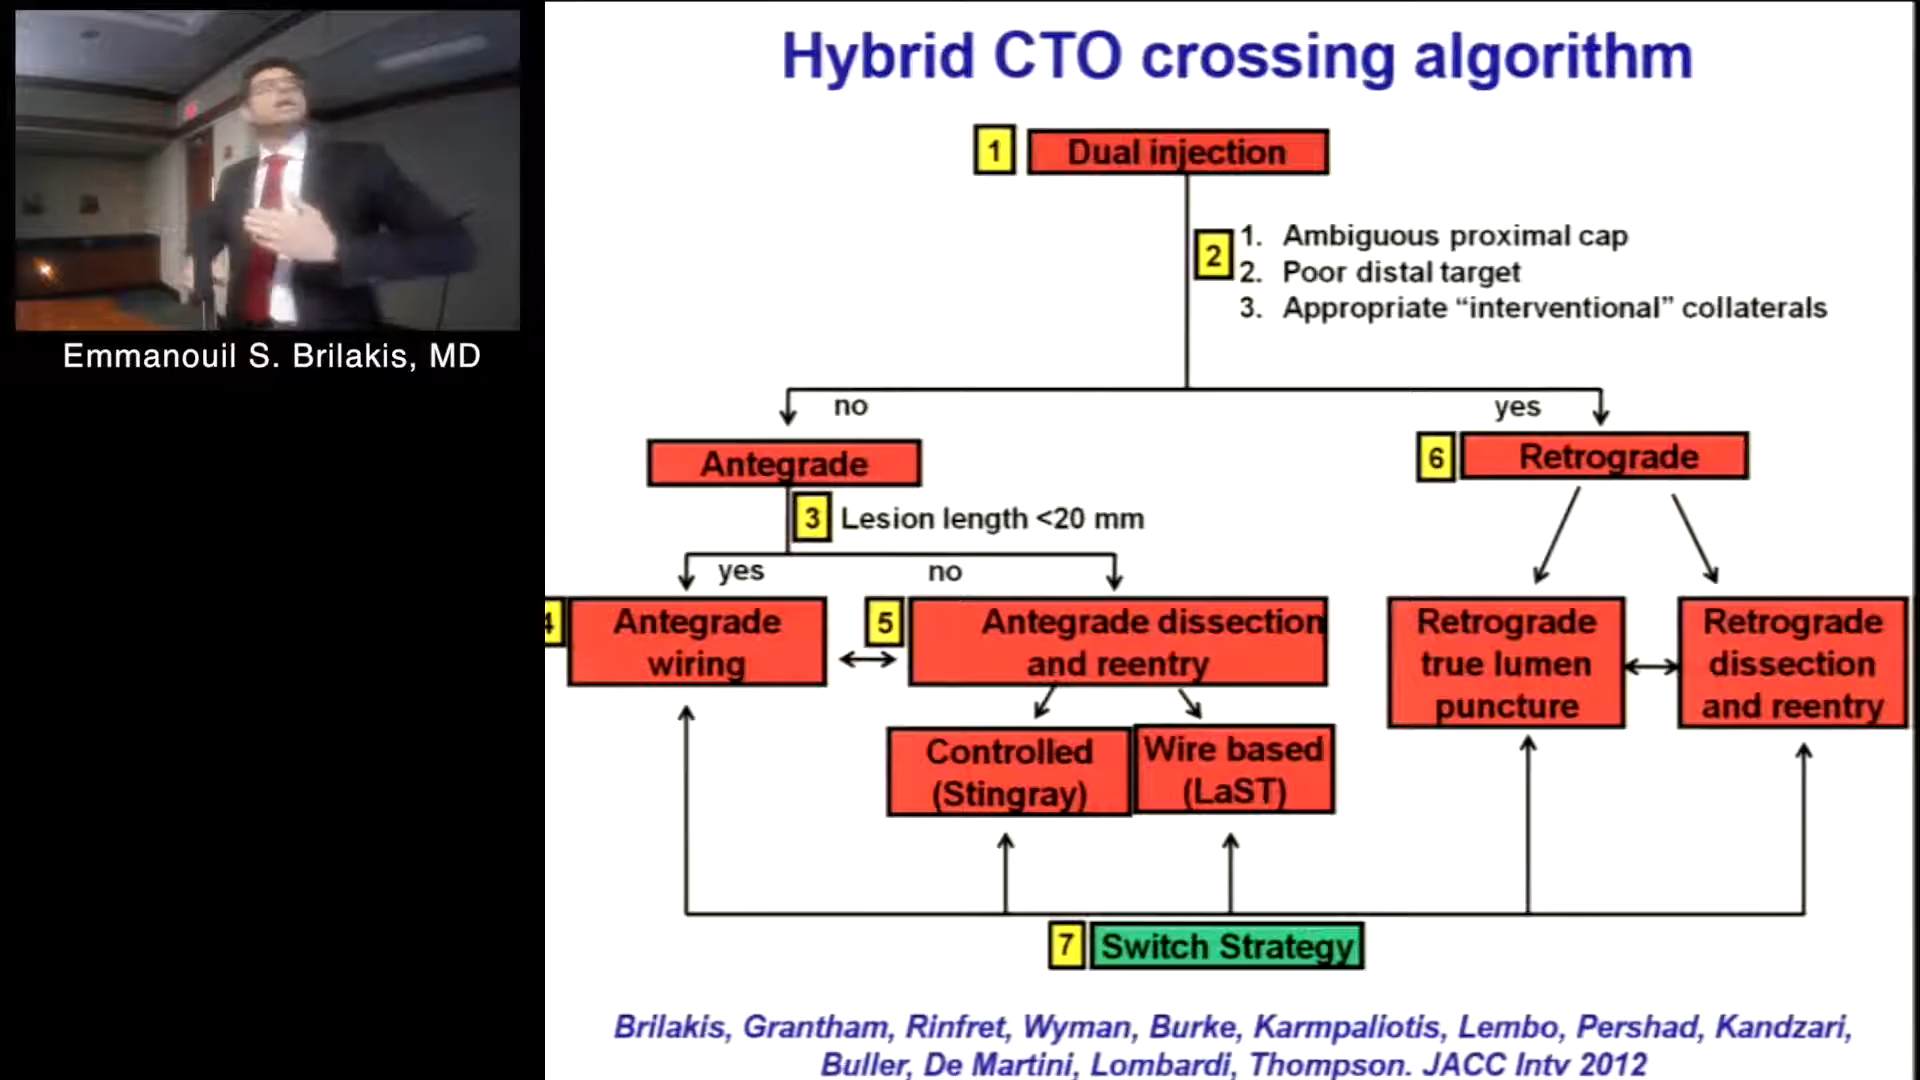 Hybrid CTO crossing algorithm
1
Dual injection
2
1. Ambiguous proximal cap
2. Poor distal target
3. Appropriate “interventional” collaterals
no
yes
Antegrade
6
Retrograde
3
Lesion length <20 mm
yes
no
4
Antegrade
wiring
5
Antegrade dissection
and reentry
Retrograde
true lumen
puncture
Retrograde
dissection
and reentry
Controlled
(Stingray)
Wire based
(LaST)
7
Switch Strategy
Brilakis, Grantham, Rinfret, Wyman, Burke, Karmpaliotis, Lembo, Pershad, Kandzari,
Buller, De Martini, Lombardi, Thompson. JACC Intv 2012
Emmanouil S. Brilakis, MD